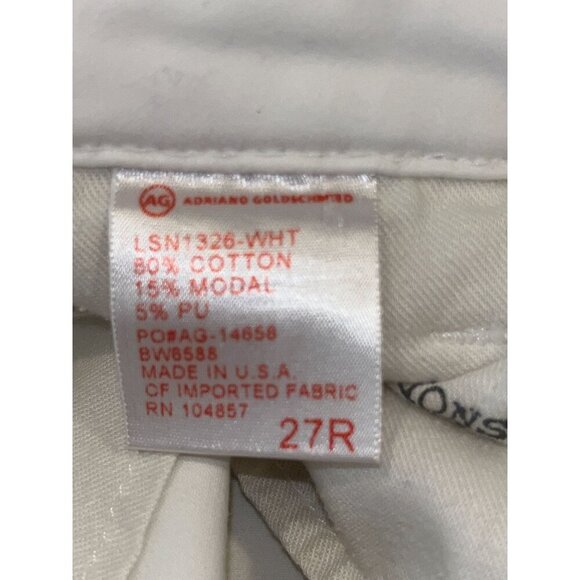 AG ADRIANO GOLDSCHMIED
LSN1326-WHT
80% COTTON
15% MODAL
5% PU
PO#AG-14658
BW8588
MADE IN U.S.A.
OF IMPORTED FABRIC
RN 104857
27R